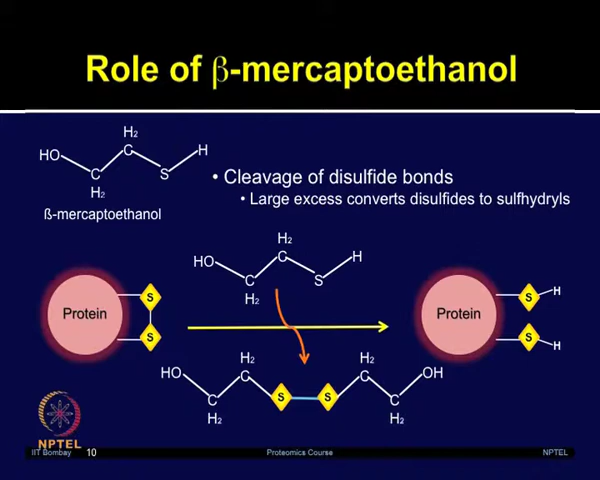 Role of β-mercaptoethanol
H₂
HO C C S H
H₂
ß-mercaptoethanol
• Cleavage of disulfide bonds
• Large excess converts disulfides to sulfhydryls
H₂
HO C C S H
H₂
Protein S S
Protein S H S H
HO H₂ C C H₂ S S H₂ C C H₂ OH
NPTEL
IIT Bombay 10 Proteomics Course NPTEL